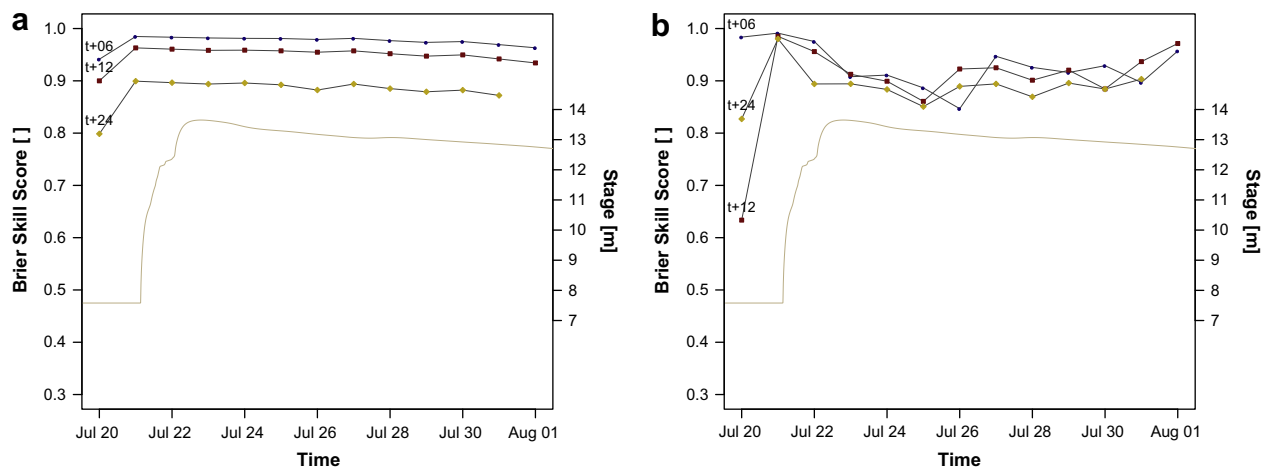 a
1.0
0.9
0.8
0.7
0.6
0.5
0.4
0.3
Brier Skill Score [ ]
t+06
t+12
t+24
14
13
12
11
10
9
8
7
Stage [m]
Jul 20 Jul 22 Jul 24 Jul 26 Jul 28 Jul 30 Aug 01
Time
b
1.0
0.9
0.8
0.7
0.6
0.5
0.4
0.3
Brier Skill Score [ ]
t+06
t+24
t+12
14
13
12
11
10
9
8
7
Stage [m]
Jul 20 Jul 22 Jul 24 Jul 26 Jul 28 Jul 30 Aug 01
Time